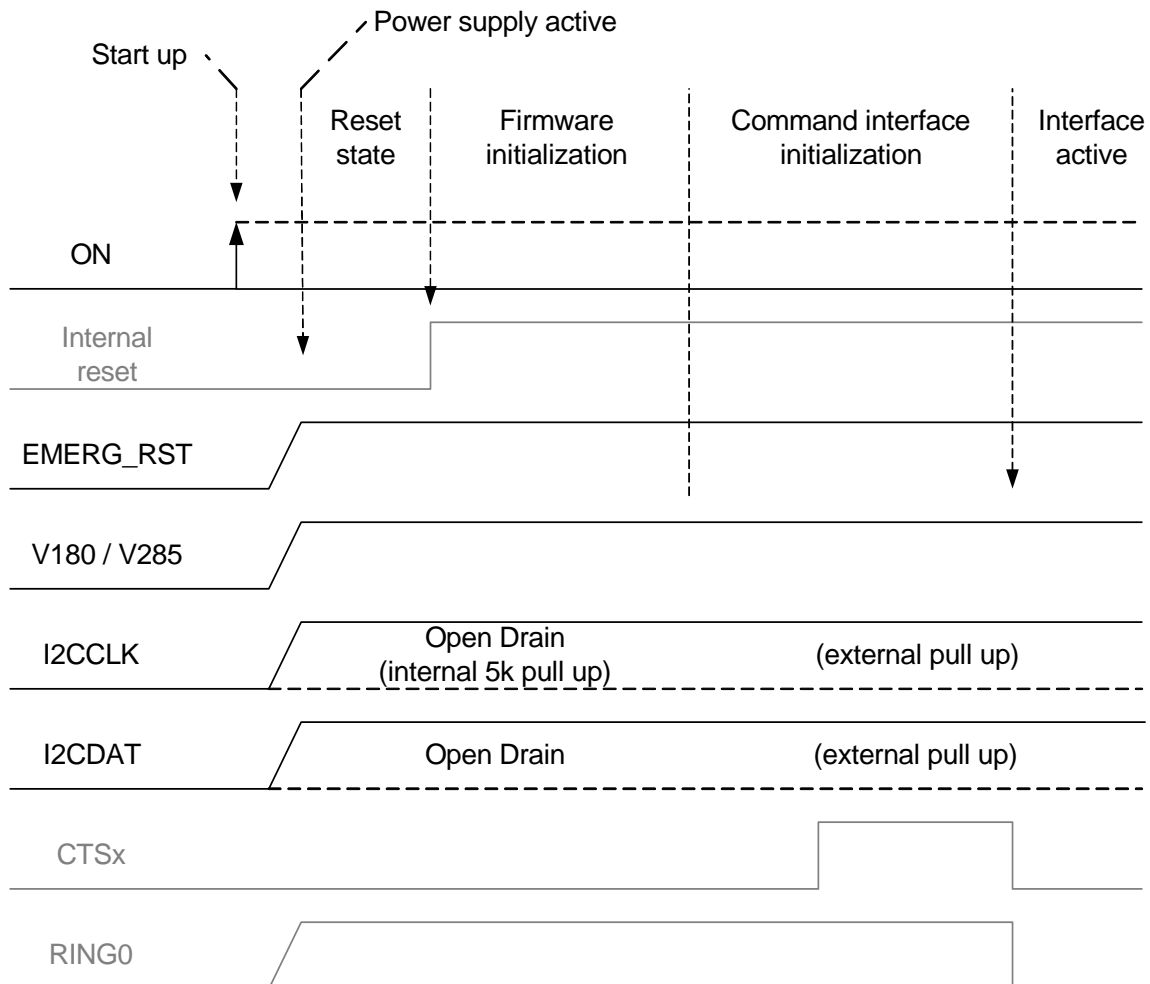 Power supply active
Start up
Reset
state
Firmware
initialization
Command interface
initialization
Interface
active
ON
Internal
reset
EMERG_RST
V180 / V285
I2CCLK
Open Drain
(internal 5k pull up)
(external pull up)
I2CDAT
Open Drain
(external pull up)
CTSx
RING0